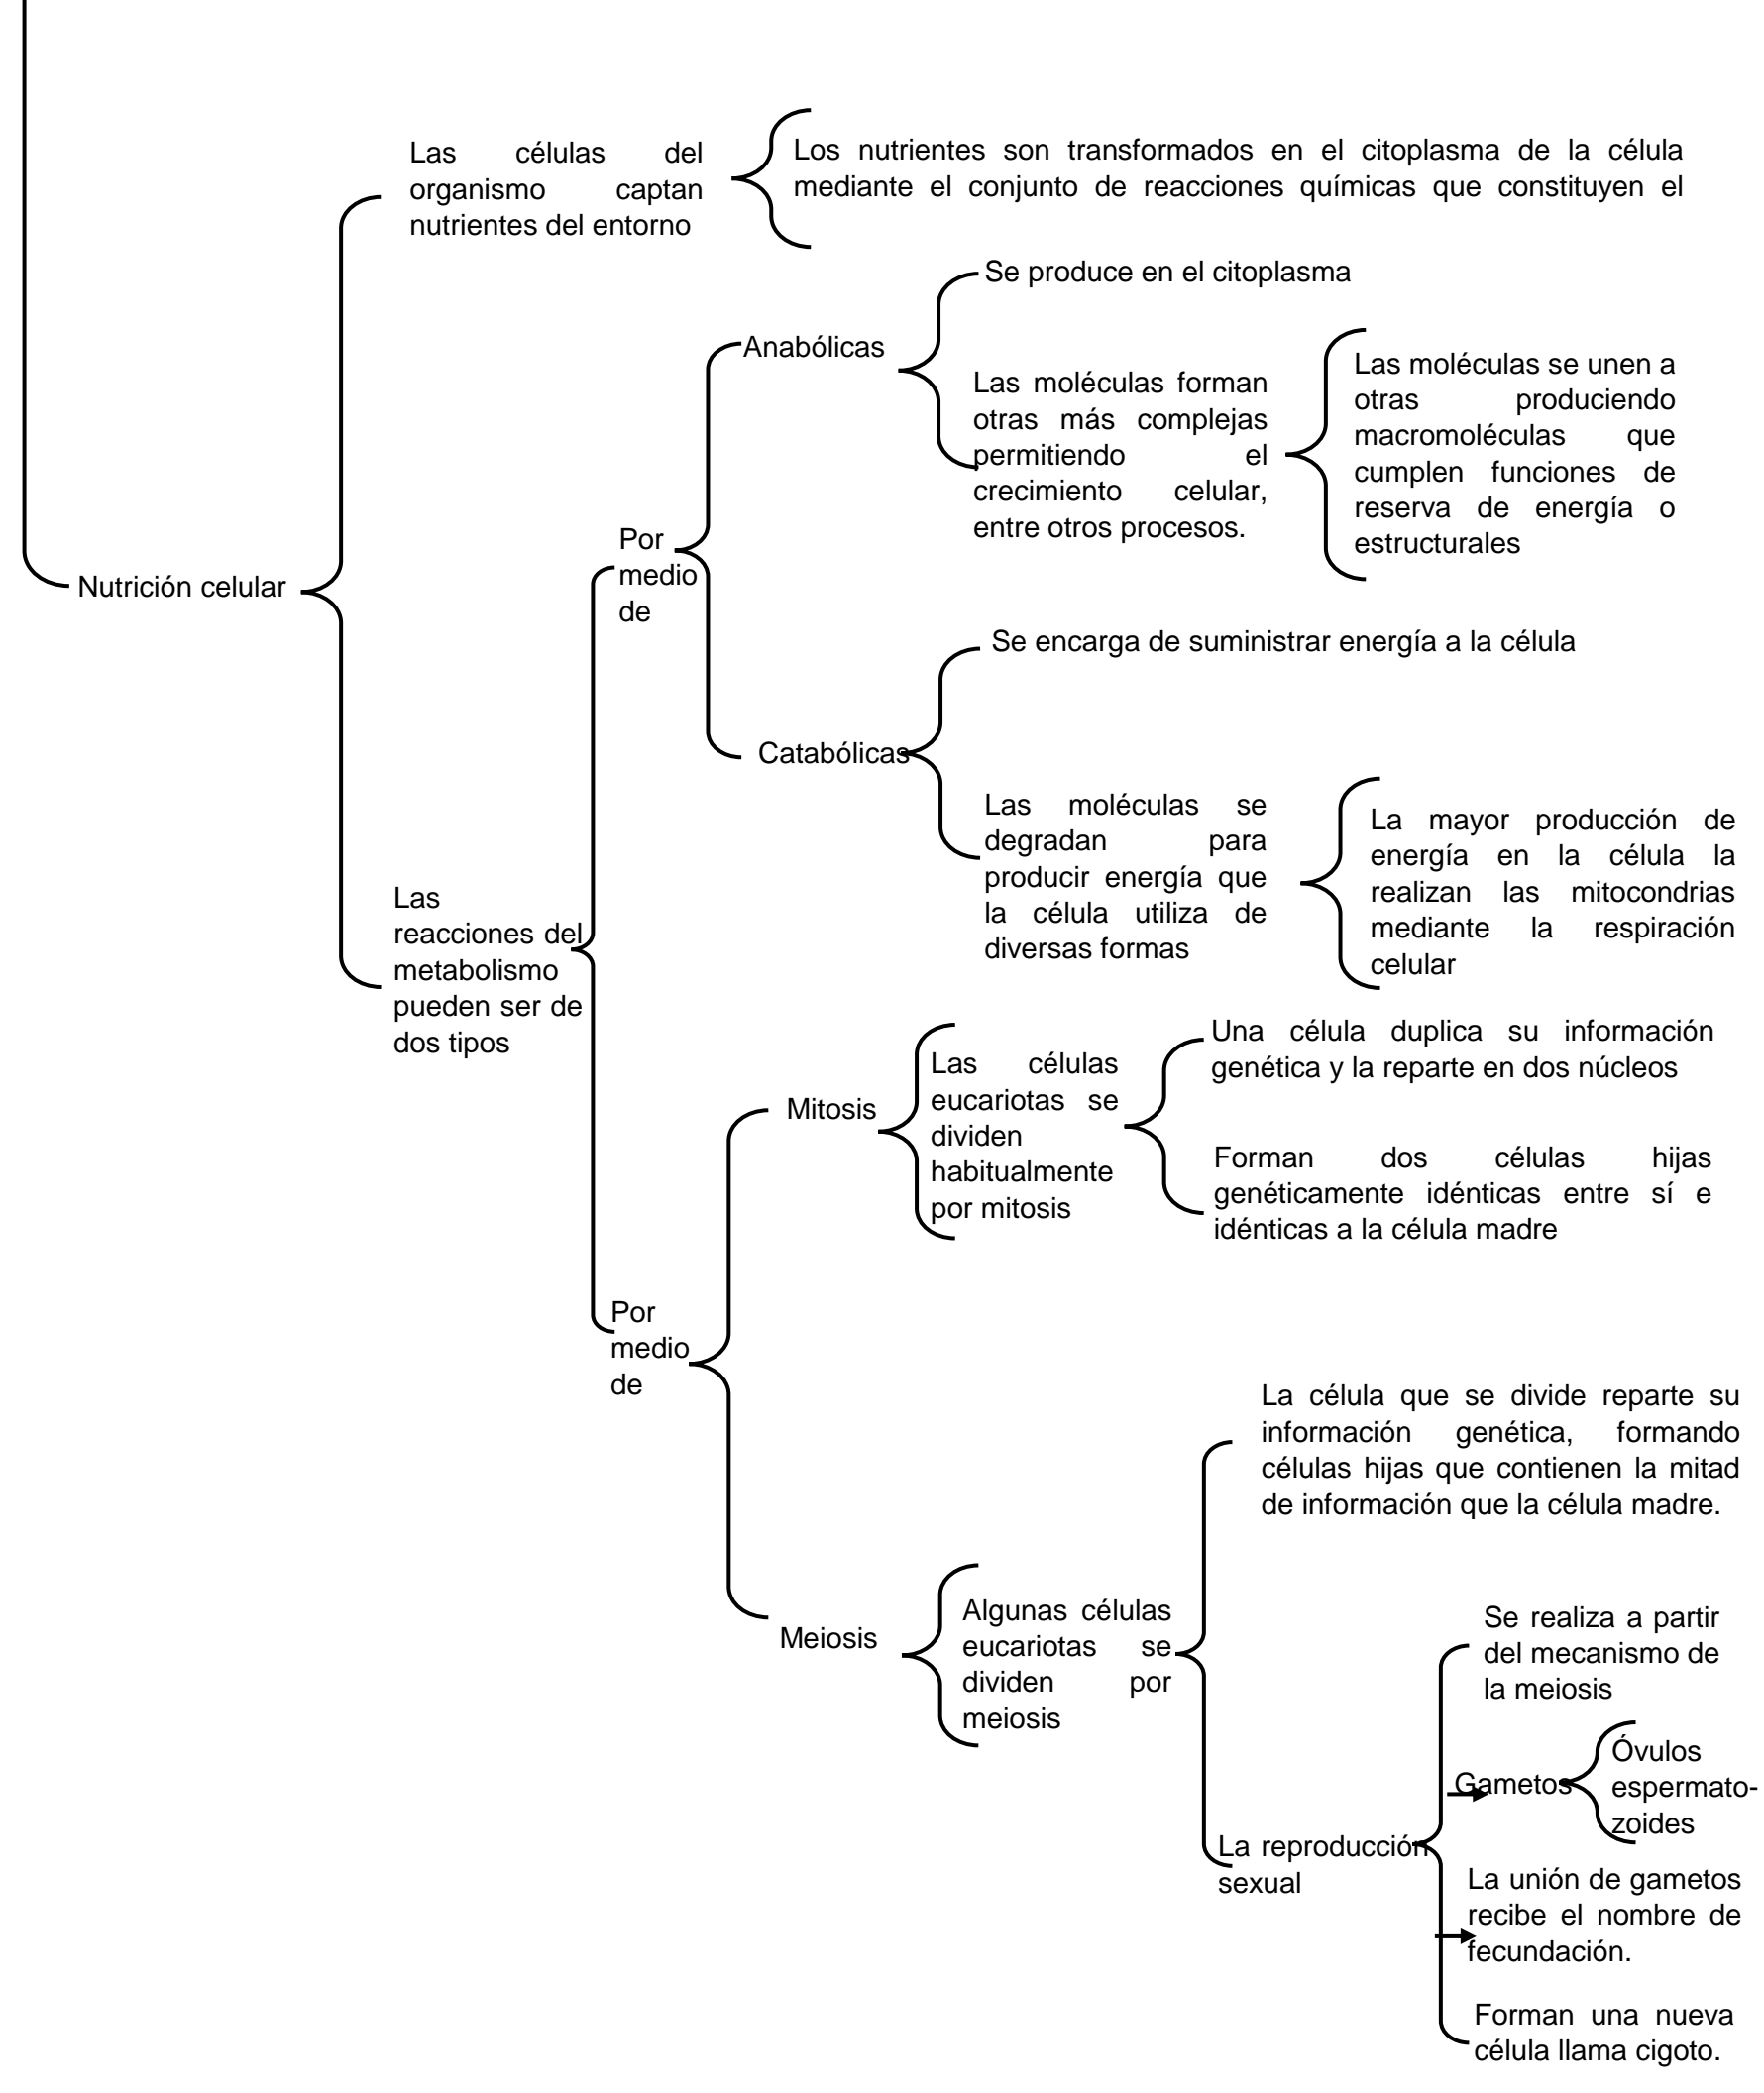 Las células del
organismo captan
nutrientes del entorno
Los nutrientes son transformados en el citoplasma de la célula
mediante el conjunto de reacciones químicas que constituyen el
Se produce en el citoplasma
Anabólicas
Las moléculas forman
otras más complejas
permitiendo el
crecimiento celular,
entre otros procesos.
Las moléculas se unen a
otras produciendo
macromoléculas que
cumplen funciones de
reserva de energía o
estructurales
Por
medio
de
Nutrición celular
Se encarga de suministrar energía a la célula
Catabólicas
Las moléculas se
degradan para
producir energía que
la célula utiliza de
diversas formas
La mayor producción de
energía en la célula la
realizan las mitocondrias
mediante la respiración
celular
Las
reacciones del
metabolismo
pueden ser de
dos tipos
Mitosis
Las células
eucariotas se
dividen
habitualmente
por mitosis
Una célula duplica su información
genética y la reparte en dos núcleos
Forman dos células hijas
genéticamente idénticas entre sí e
idénticas a la célula madre
Por
medio
de
La célula que se divide reparte su
información genética, formando
células hijas que contienen la mitad
de información que la célula madre.
Meiosis
Algunas células
eucariotas se
dividen por
meiosis
Se realiza a partir
del mecanismo de
la meiosis
Gametos
Óvulos
espermato-
zoides
La reproducción
sexual
La unión de gametos
recibe el nombre de
fecundación.
Forman una nueva
célula llama cigoto.